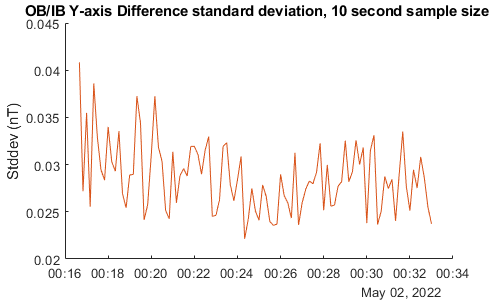 OB/IB Y-axis Difference standard deviation, 10 second sample size
0.045
0.04
0.035
0.03
0.025
0.02
Stddev (nT)
00:16 00:18 00:20 00:22 00:24 00:26 00:28 00:30 00:32 00:34
May 02, 2022